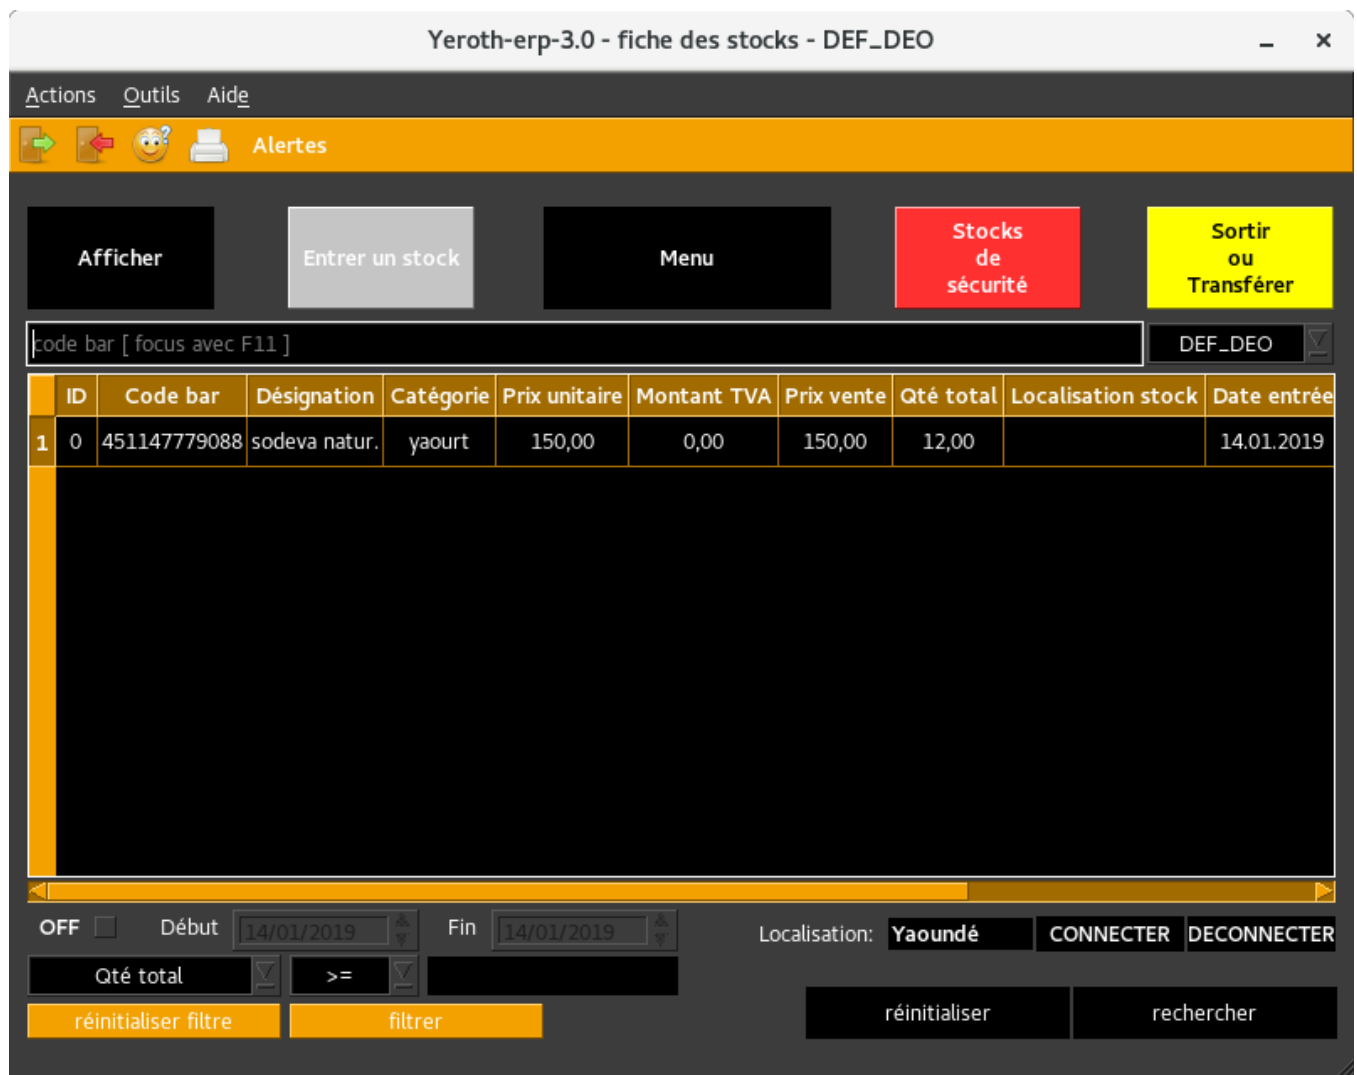 Yeroth-erp-3.0 - fiche des stocks - DEF_DEO
Actions Outils Aide
Alertes
Afficher
Entrer un stock
Menu
Stocks
de
sécurité
Sortir
ou
Transférer
code bar [ focus avec F11 ]
DEF_DEO
ID Code bar Désignation Catégorie Prix unitaire Montant TVA Prix vente Qté total Localisation stock Date entrée
1 0 451147779088 sodeva natur. yaourt 150,00 0,00 150,00 12,00 14.01.2019
OFF Début 14/01/2019 Fin 14/01/2019 Localisation: Yaoundé CONNECTER DECONNECTER
Qté total >=
réinitialiser filtre filtrer
réinitialiser rechercher